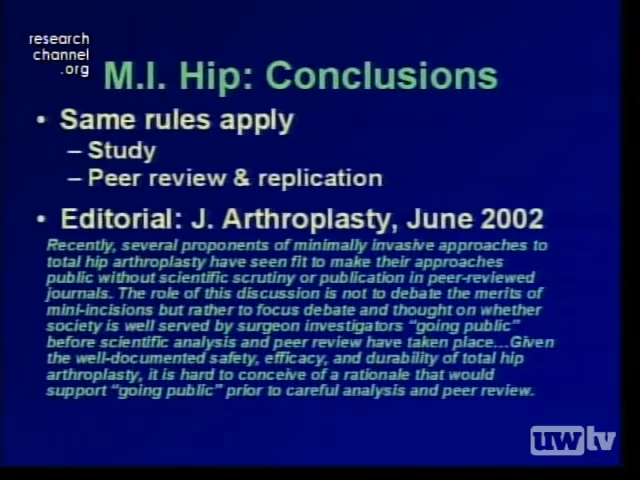 research
channel
.org
M.I. Hip: Conclusions
• Same rules apply
– Study
– Peer review & replication
• Editorial: J. Arthroplasty, June 2002
Recently, several proponents of minimally invasive approaches to
total hip arthroplasty have seen fit to make their approaches
public without scientific scrutiny or publication in peer-reviewed
journals. The role of this discussion is not to debate the merits of
mini-incisions but rather to focus debate and thought on whether
society is well served by surgeon investigators “going public”
before scientific analysis and peer review have taken place...Given
the well-documented safety, efficacy, and durability of total hip
arthroplasty, it is hard to conceive of a rationale that would
support “going public” prior to careful analysis and peer review.
uwtv